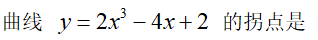 曲线 y = 2x³ − 4x + 2 的拐点是